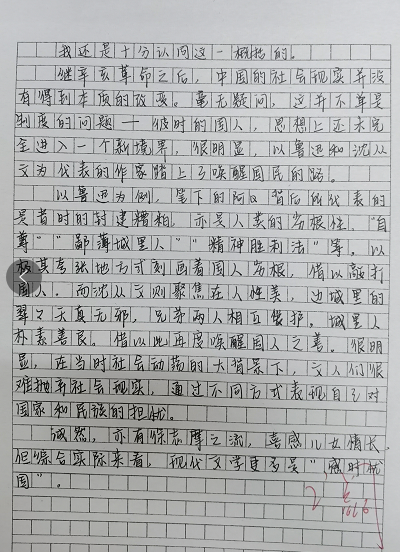 我还是十分认同这一概括的。
继辛亥革命之后，中国的社会现实并没
有得到本质的改变。毫无疑问，这并不单是
制度的问题——彼时的国人，思想上还未完
全进入一个新境界，很明显，以鲁迅和沈从
文为代表的作家踏上了唤醒国民的路。
以鲁迅为例，笔下的阿Q背后所代表的
是昔时的封建糟粕，亦是人类的劣根性，“自
尊”“鄙薄城里人”“精神胜利法”等，以
极其夸张地方式刻画着国人劣根，借以敲打
国人。而沈从文则聚焦在人性美，边城里的
翠翠天真无邪，兄弟两人相互爱护，城里人
朴素善良。借以此再度唤醒国人之善。很明
显，在当时社会动荡的大背景下，文人们很
难抛弃社会现实，通过不同方式表现自己对
国家和民族的担忧。
诚然，亦有徐志摩之流，喜感儿女情长，
但综合实际来看，现代文学更多是“感时忧
国”。